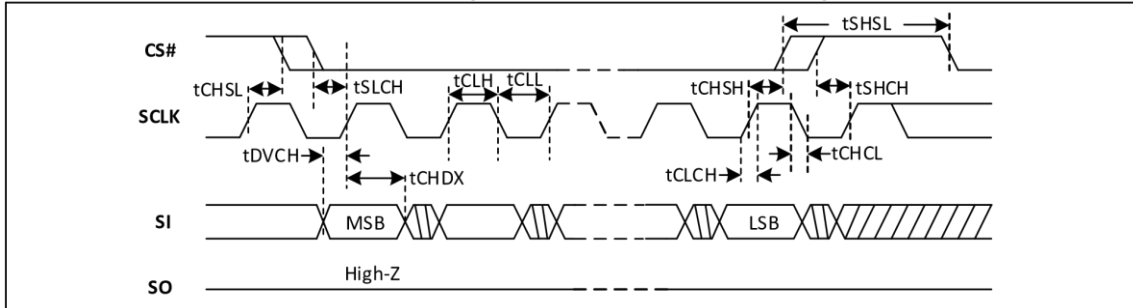 tSHSL
CS#
tCHSL
tSLCH
tCLH
tCLL
tCHSH
tSHCH
SCLK
tDVCH
tCHDX
tCLCH
tCHCL
SI
MSB
LSB
High-Z
SO